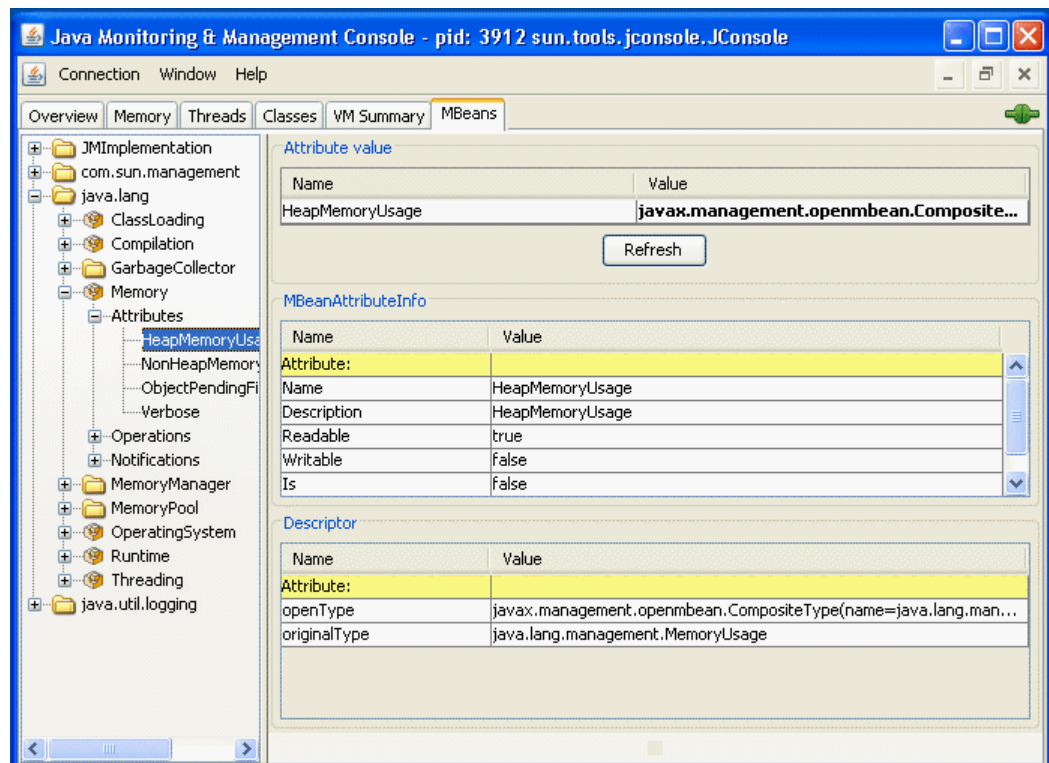 Java Monitoring & Management Console - pid: 3912 sun.tools.jconsole.JConsole
Connection Window Help
Overview Memory Threads Classes VM Summary MBeans
JMImplementation
com.sun.management
java.lang
ClassLoading
Compilation
GarbageCollector
Memory
Attributes
HeapMemoryUsa
NonHeapMemory
ObjectPendingFi
Verbose
Operations
Notifications
MemoryManager
MemoryPool
OperatingSystem
Runtime
Threading
java.util.logging
Attribute value
Name Value
HeapMemoryUsage javax.management.openmbean.Composite...
Refresh
MBeanAttributeInfo
Name Value
Attribute:
Name HeapMemoryUsage
Description HeapMemoryUsage
Readable true
Writable false
Is false
Descriptor
Name Value
Attribute:
openType javax.management.openmbean.CompositeType(name=java.lang.man...
originalType java.lang.management.MemoryUsage